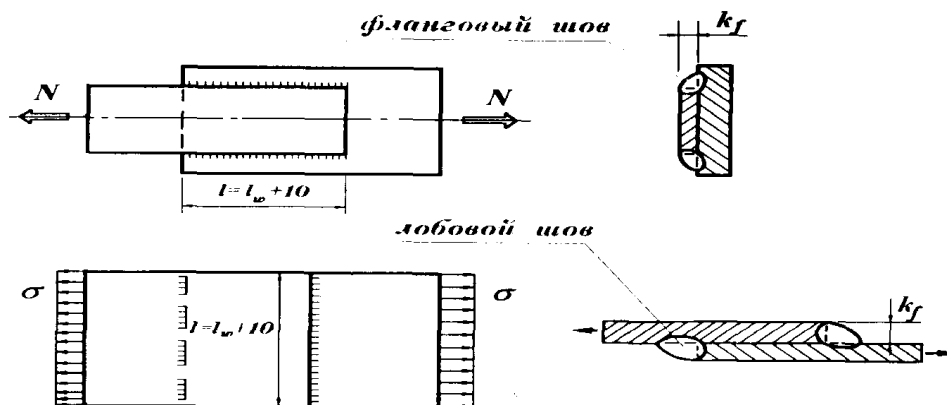 фланговый шов
k_f
N
N
l=l_w+10
лобовой шов
σ
σ
l=l_w+10
k_f